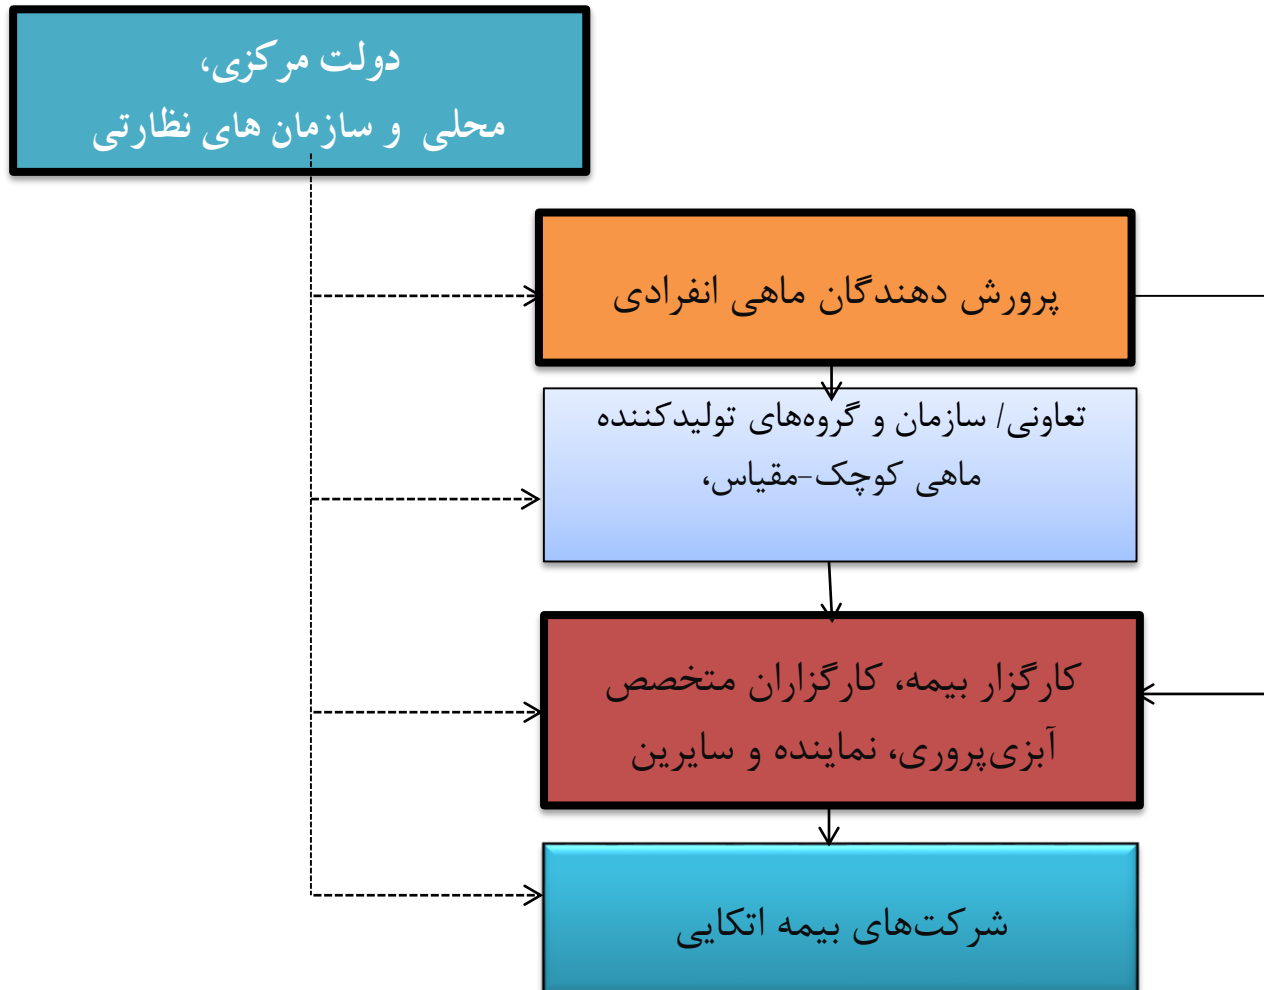 دولت مرکزی،
محلی و سازمان های نظارتی
پرورش دهندگان ماهی انفرادی
تعاونی/ سازمان و گروه‌های تولیدکننده
ماهی کوچک-مقیاس،
کارگزار بیمه، کارگزاران متخصص
آبزی‌پروری، نماینده و سایرین
شرکت‌های بیمه اتکایی